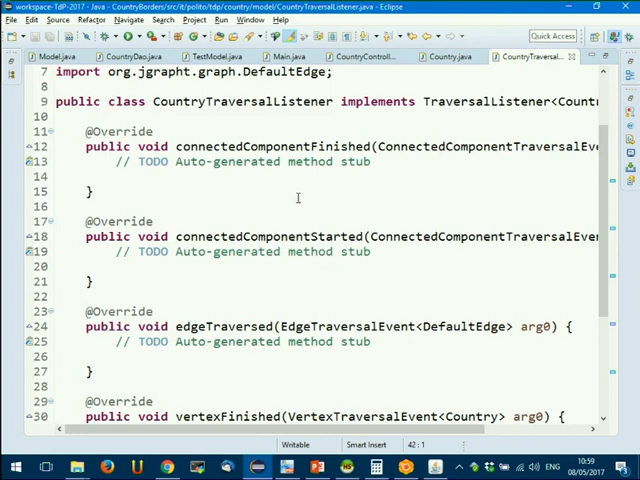 workspace-TdP-2017 - Java - CountryBorders/src/it/polito/tdp/country/model/CountryTraversalListener.java - Eclipse
File Edit Source Refactor Navigate Search Project Run Window Help
Quick Access
Model.java CountryDao.java TestModel.java Main.java CountryControll... Country.java CountryTraversal...
7 import org.jgrapht.graph.DefaultEdge;
8
9 public class CountryTraversalListener implements TraversalListener<Count
10
11 @Override
12 public void connectedComponentFinished(ConnectedComponentTraversalEve
13 // TODO Auto-generated method stub
14
15 }
16
17 @Override
18 public void connectedComponentStarted(ConnectedComponentTraversalEven
19 // TODO Auto-generated method stub
20
21 }
22
23 @Override
24 public void edgeTraversed(EdgeTraversalEvent<DefaultEdge> arg0) {
25 // TODO Auto-generated method stub
26
27 }
28
29 @Override
30 public void vertexFinished(VertexTraversalEvent<Country> arg0) {
Writable Smart Insert 42 : 1
10:59
08/05/2017